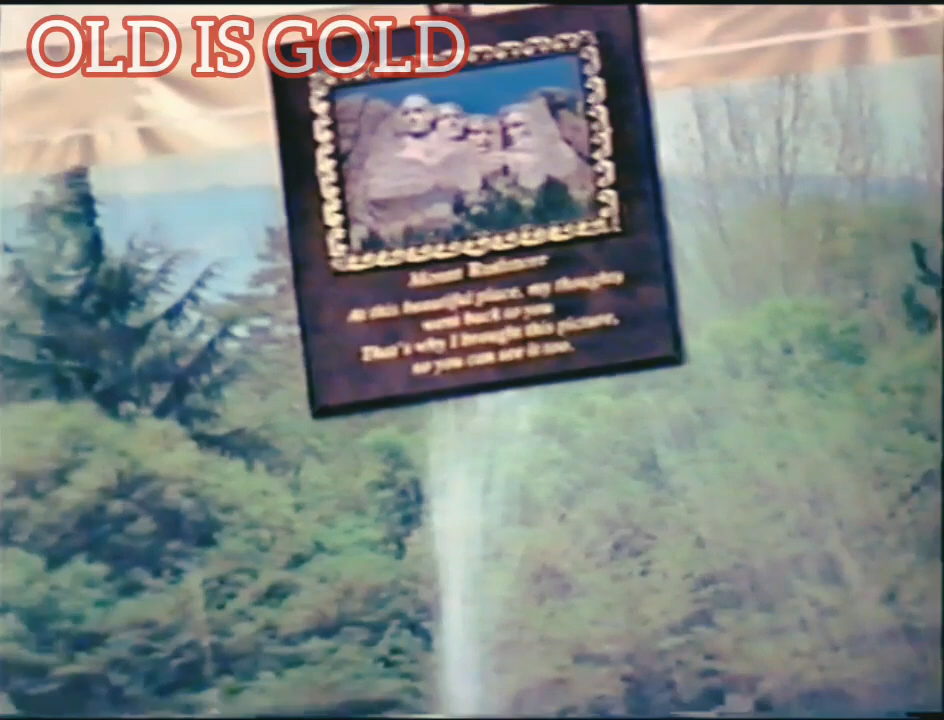 OLD IS GOLD
Mount Rushmore
At this beautiful place, my thoughts
went back to you
That's why I brought this picture,
so you can see it too.